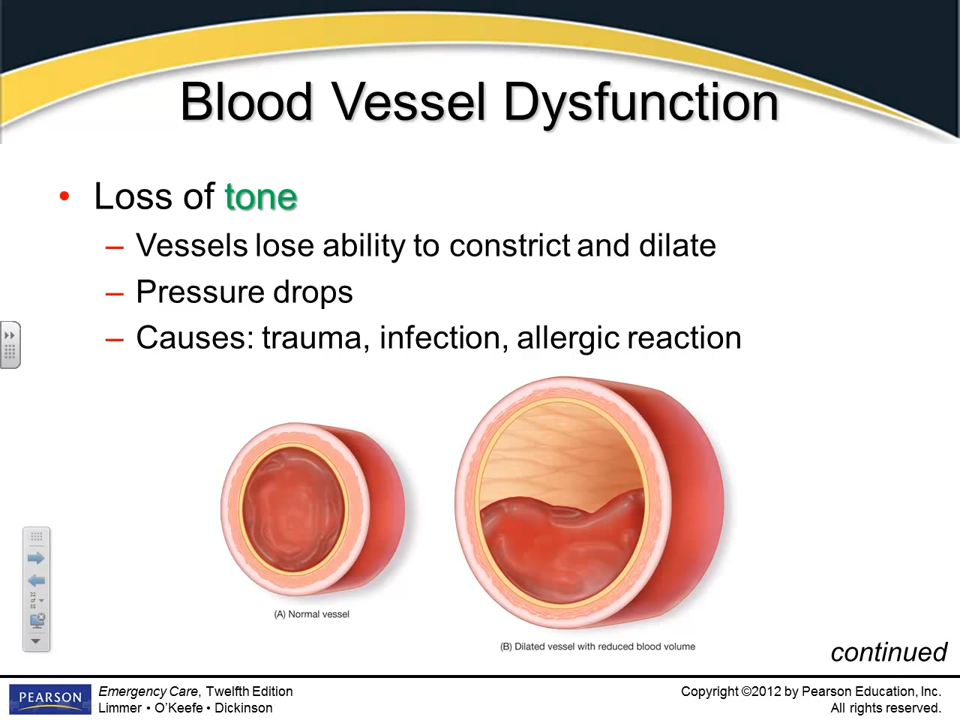 Blood Vessel Dysfunction
• Loss of tone
– Vessels lose ability to constrict and dilate
– Pressure drops
– Causes: trauma, infection, allergic reaction
(A) Normal vessel
(B) Dilated vessel with reduced blood volume
continued
PEARSON
Emergency Care, Twelfth Edition
Limmer • O’Keefe • Dickinson
Copyright ©2012 by Pearson Education, Inc.
All rights reserved.